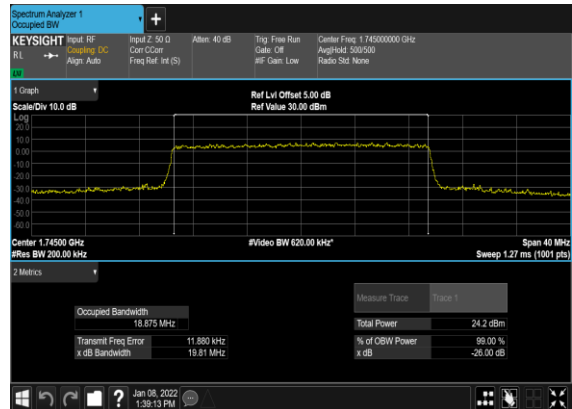 Spectrum Analyzer 1
Occupied BW
+
KEYSIGHT
RL
Input: RF
Coupling: DC
Align: Auto
Input Z: 50 Ω
Corr CCorr
Freq Ref: Int (S)
Atten: 40 dB
Trig: Free Run
Gate: Off
#IF Gain: Low
Center Freq: 1.745000000 GHz
Avg|Hold: 500/500
Radio Std: None
1 Graph
Scale/Div 10.0 dB
Ref Lvl Offset 5.00 dB
Ref Value 30.00 dBm
Log
20.0
10.0
0.00
-10.0
-20.0
-30.0
-40.0
-50.0
-60.0
Center 1.74500 GHz
#Res BW 200.00 kHz
#Video BW 620.00 kHz*
Span 40 MHz
Sweep 1.27 ms (1001 pts)
2 Metrics
Measure Trace
Trace 1
Occupied Bandwidth
18.875 MHz
Total Power
24.2 dBm
Transmit Freq Error
11.880 kHz
% of OBW Power
99.00 %
x dB Bandwidth
19.81 MHz
x dB
-26.00 dB
?
Jan 08, 2022
1:39:13 PM